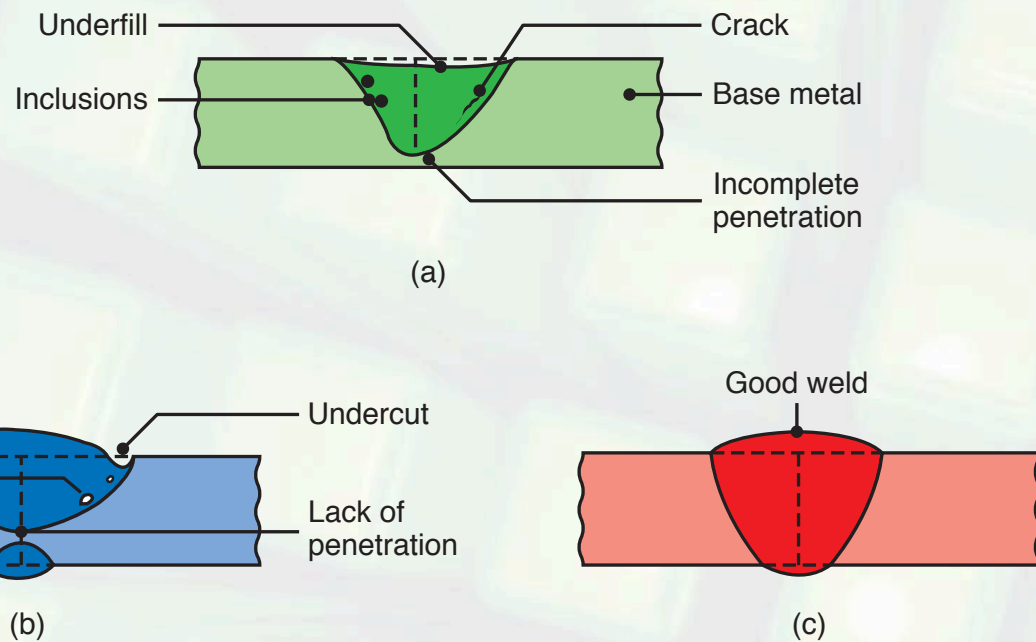 Underfill
Crack
Inclusions
Base metal
Incomplete
penetration
(a)
Good weld
Undercut
Lack of
penetration
(b)
(c)